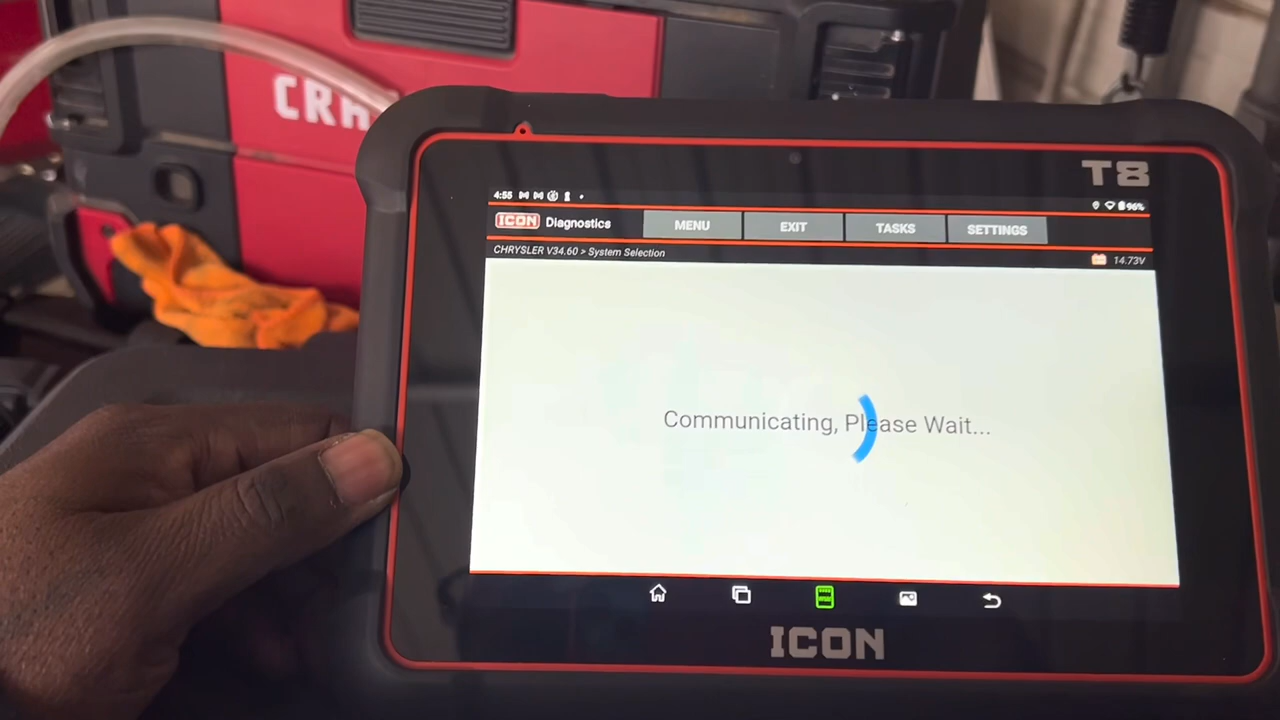 CRA
T8
4:55
96%
ICON Diagnostics
MENU
EXIT
TASKS
SETTINGS
CHRYSLER V34.60 > System Selection
14.73V
Communicating, Please Wait...
ICON